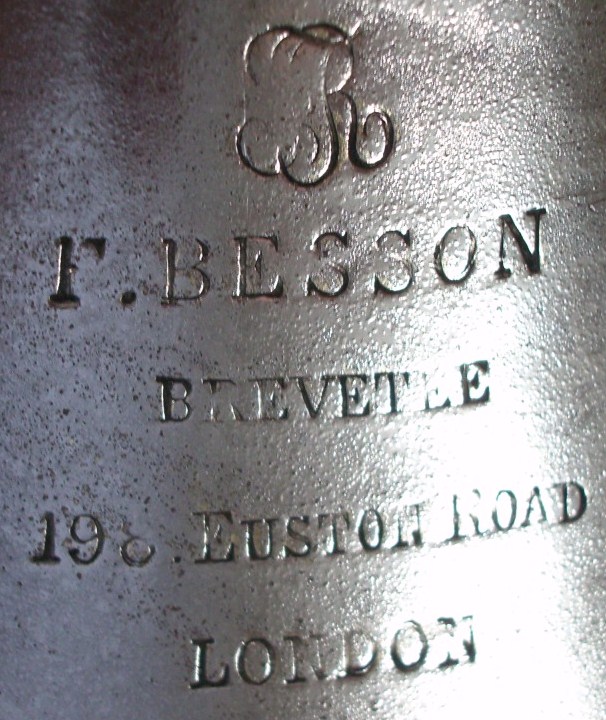 F. BESSON
BREVETÉE
198. EUSTON ROAD
LONDON